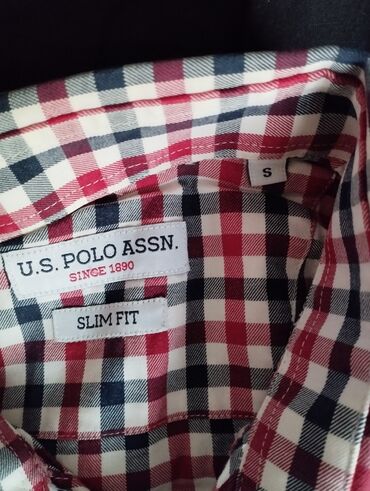 S
U.S. POLO ASSN.
SINCE 1890
SLIM FIT